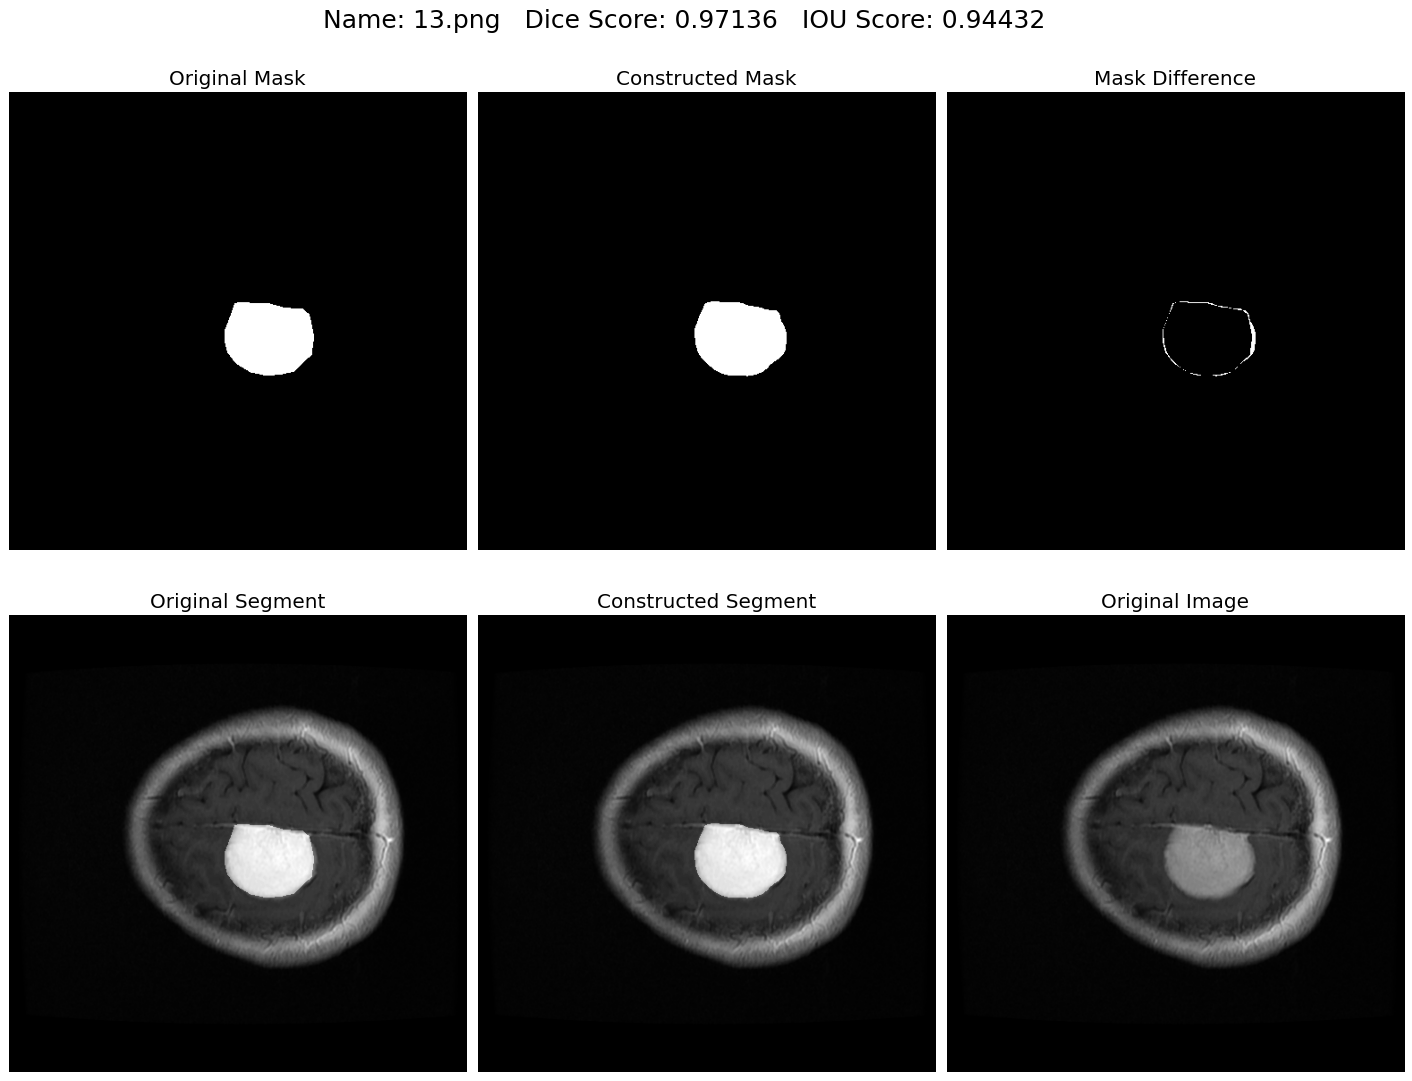 Name: 13.png   Dice Score: 0.97136   IOU Score: 0.94432
Original Mask
Constructed Mask
Mask Difference
Original Segment
Constructed Segment
Original Image